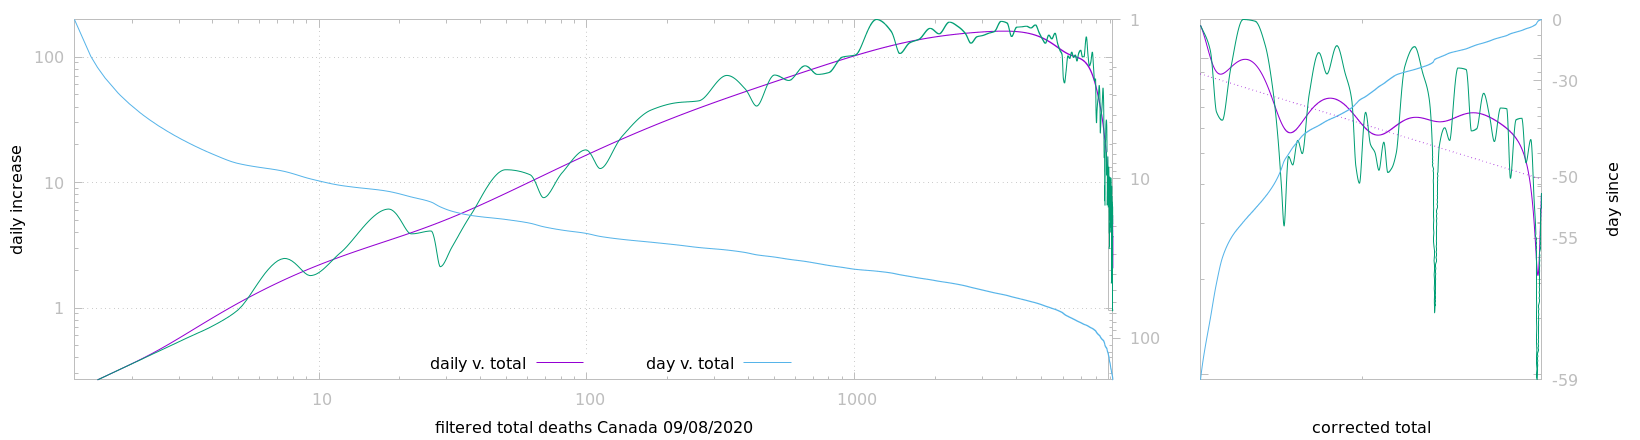 daily increase
100
10
1
daily v. total
day v. total
10
100
1000
filtered total deaths Canada 09/08/2020
1
10
100
0
-30
-50
-55
-59
day since
corrected total